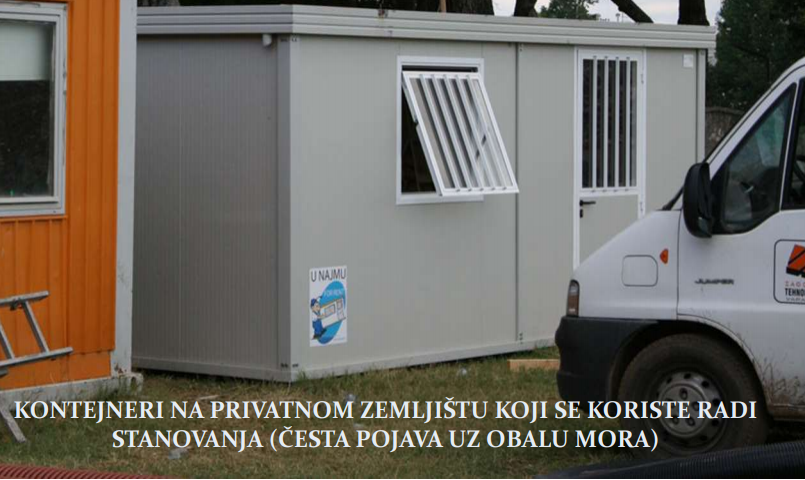 U NAJMU
JUMPER
KONTEJNERI NA PRIVATNOM ZEMLJIŠTU KOJI SE KORISTE RADI
STANOVANJA (ČESTA POJAVA UZ OBALU MORA)